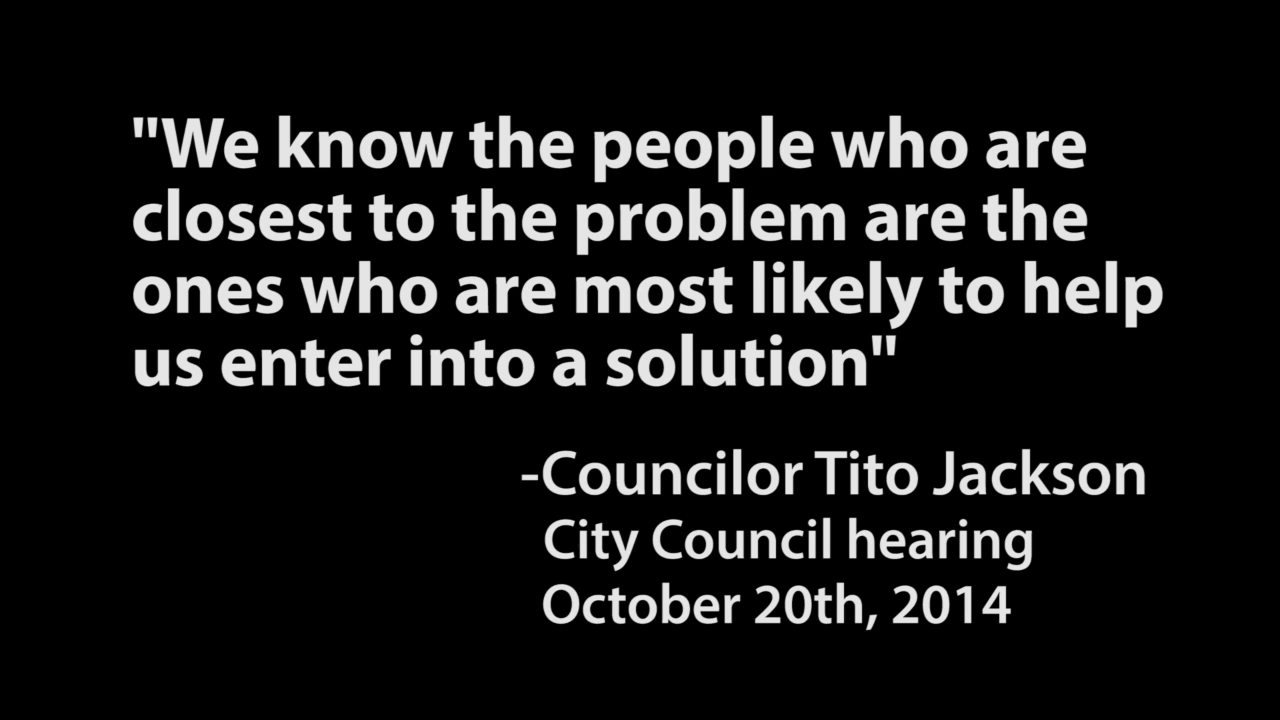 "We know the people who are
closest to the problem are the
ones who are most likely to help
us enter into a solution"
-Councilor Tito Jackson
City Council hearing
October 20th, 2014